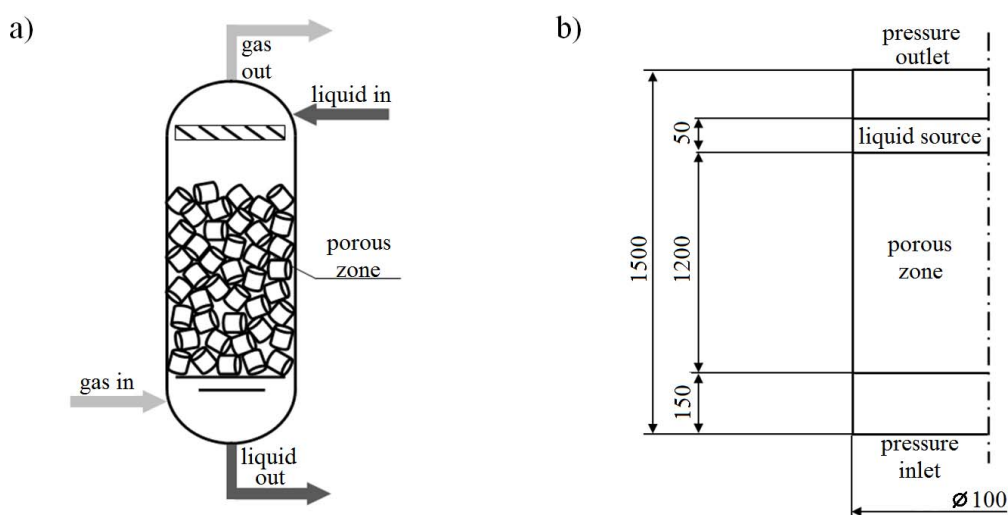 a)
gas
out
liquid in
porous
zone
gas in
liquid
out
b)
pressure
outlet
50
liquid source
1500
1200
porous
zone
150
pressure
inlet
⌀100